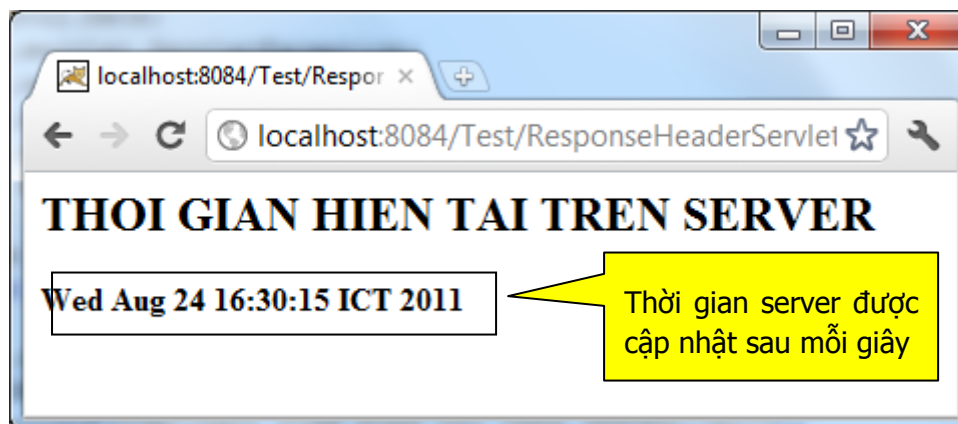 localhost:8084/Test/Respor
localhost:8084/Test/ResponseHeaderServlet
THOI GIAN HIEN TAI TREN SERVER
Wed Aug 24 16:30:15 ICT 2011
Thời gian server được
cập nhật sau mỗi giây